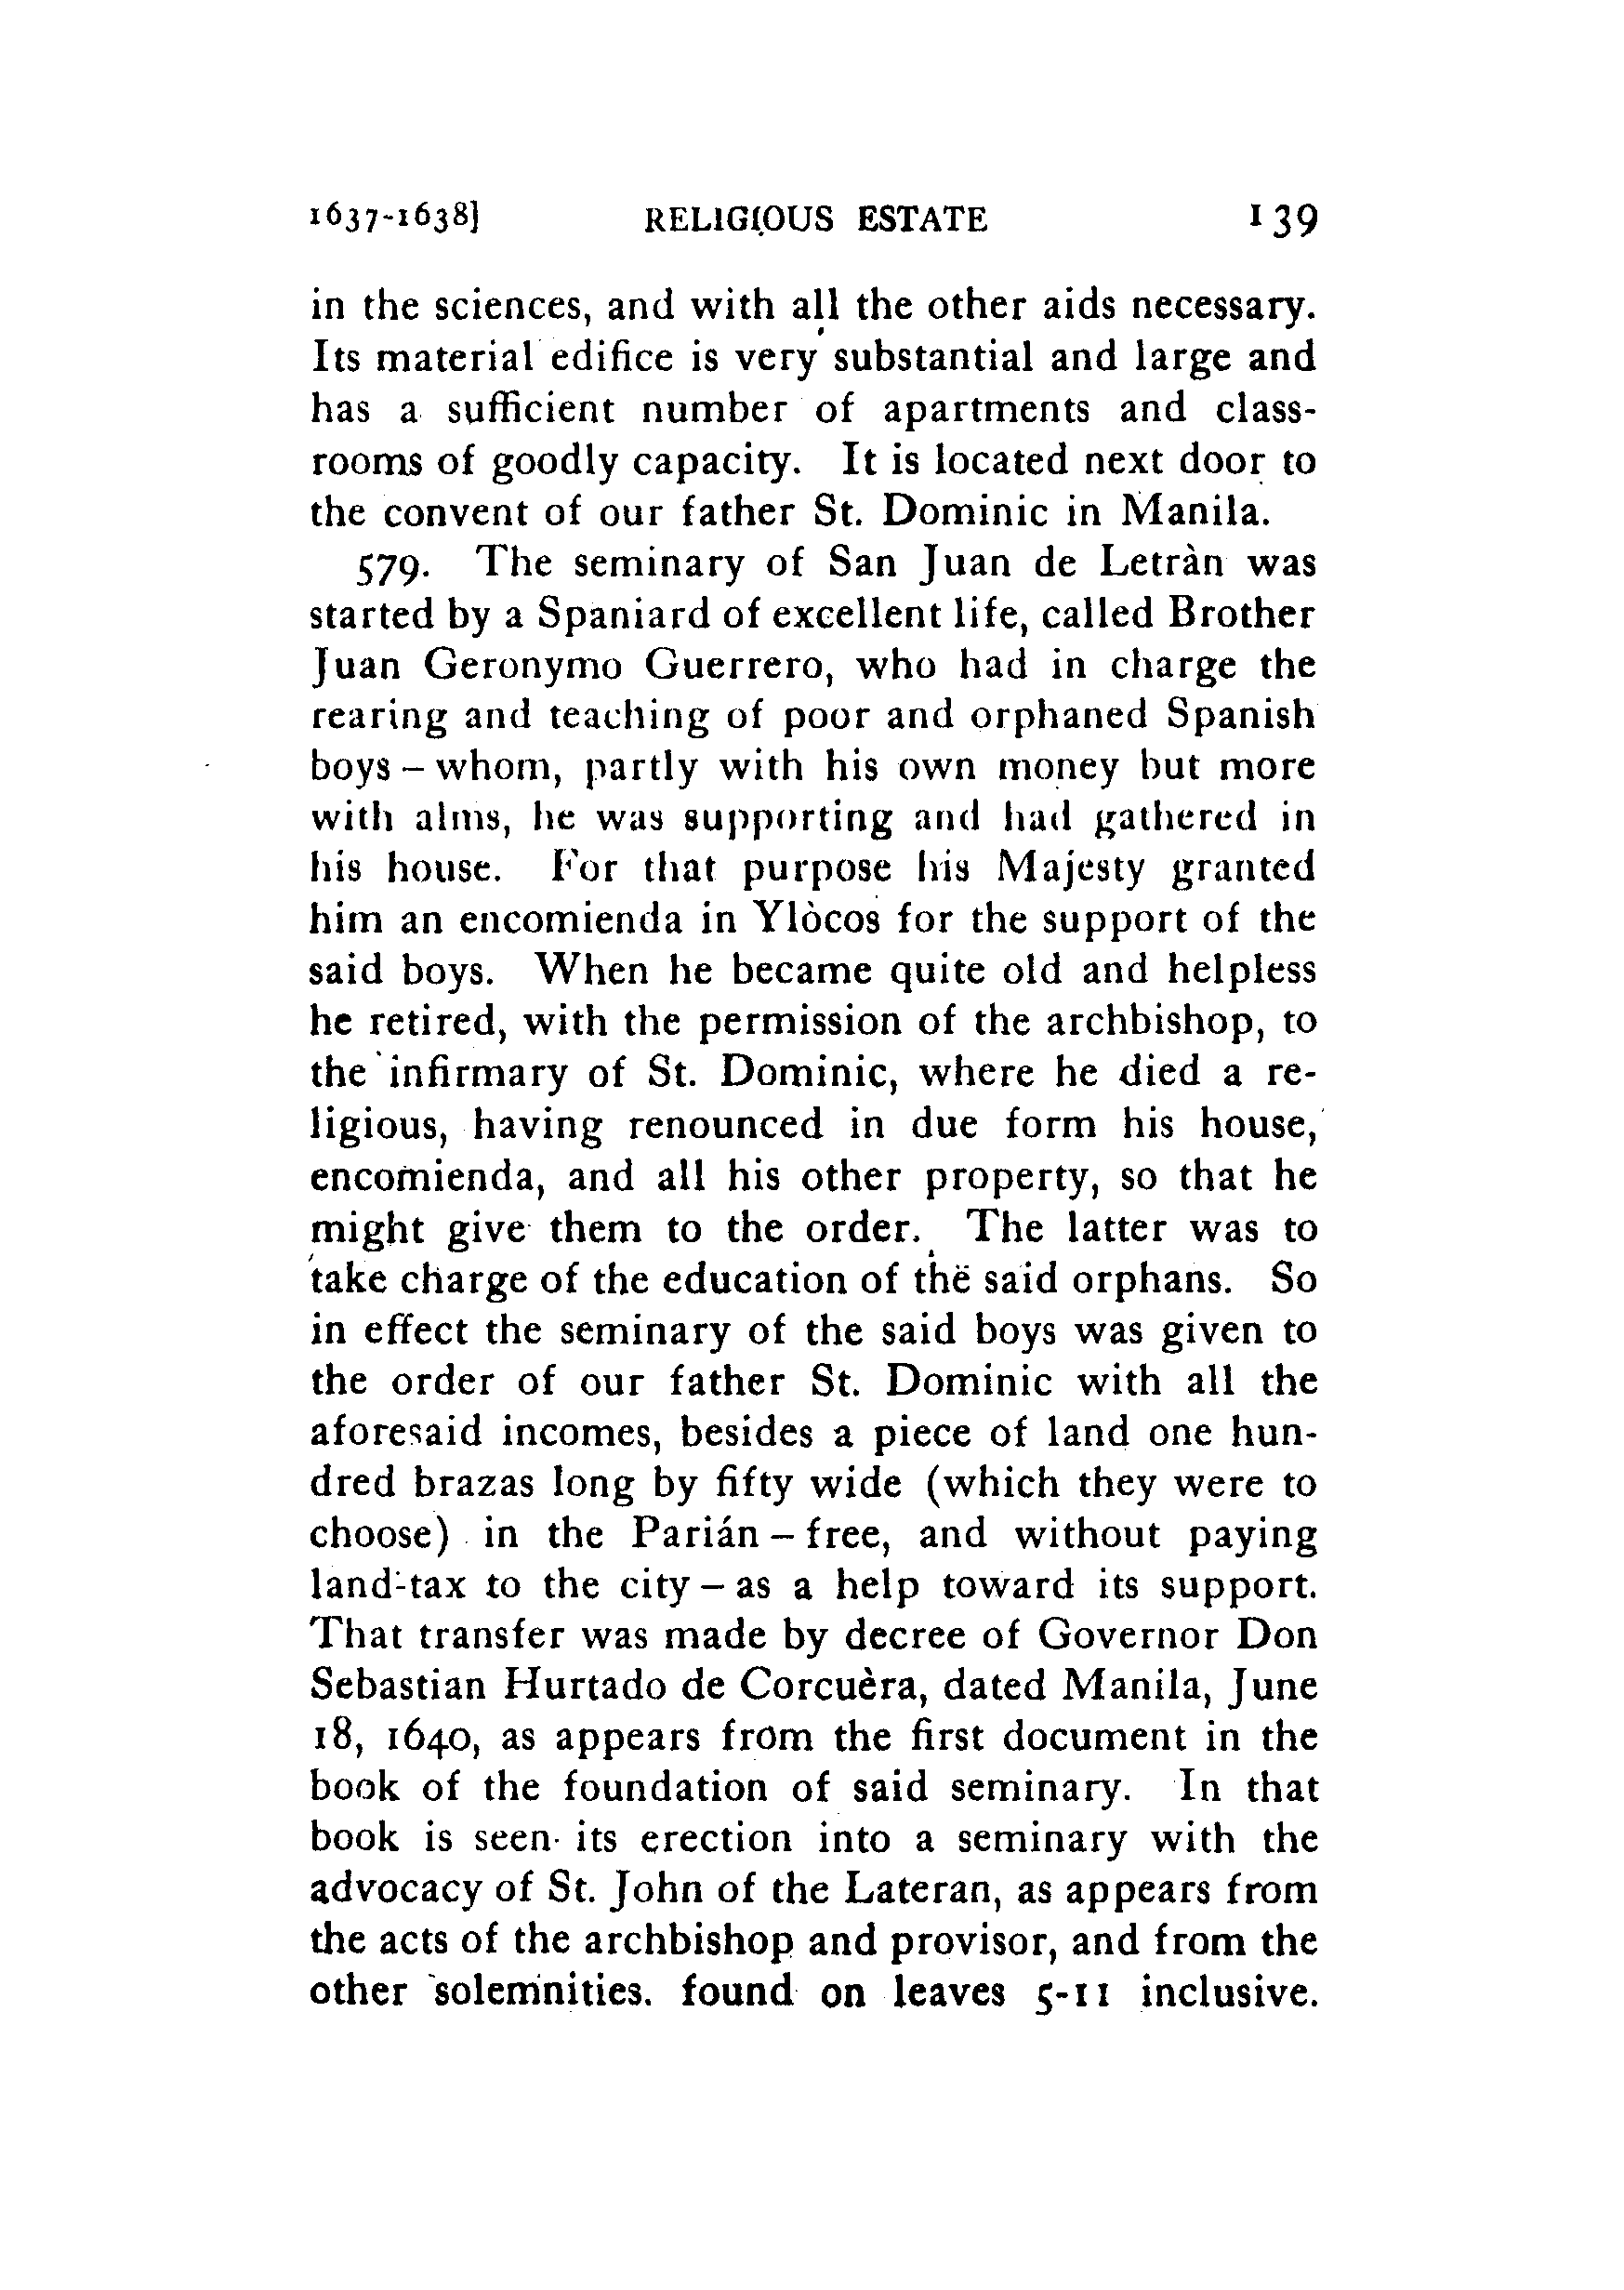 1637-1638] RELIGIOUS ESTATE 139
in the sciences, and with all the other aids necessary.
Its material edifice is very substantial and large and
has a sufficient number of apartments and class-
rooms of goodly capacity. It is located next door to
the convent of our father St. Dominic in Manila.
579. The seminary of San Juan de Letràn was
started by a Spaniard of excellent life, called Brother
Juan Geronymo Guerrero, who had in charge the
rearing and teaching of poor and orphaned Spanish
boys – whom, partly with his own money but more
with alms, he was supporting and had gathered in
his house. For that purpose his Majesty granted
him an encomienda in Ylòcos for the support of the
said boys. When he became quite old and helpless
he retired, with the permission of the archbishop, to
the infirmary of St. Dominic, where he died a re-
ligious, having renounced in due form his house,
encomienda, and all his other property, so that he
might give them to the order. The latter was to
take charge of the education of the said orphans. So
in effect the seminary of the said boys was given to
the order of our father St. Dominic with all the
aforesaid incomes, besides a piece of land one hun-
dred brazas long by fifty wide (which they were to
choose) in the Parián – free, and without paying
land-tax to the city – as a help toward its support.
That transfer was made by decree of Governor Don
Sebastian Hurtado de Corcuèra, dated Manila, June
18, 1640, as appears from the first document in the
book of the foundation of said seminary. In that
book is seen its erection into a seminary with the
advocacy of St. John of the Lateran, as appears from
the acts of the archbishop and provisor, and from the
other solemnities. found on leaves 5-11 inclusive.